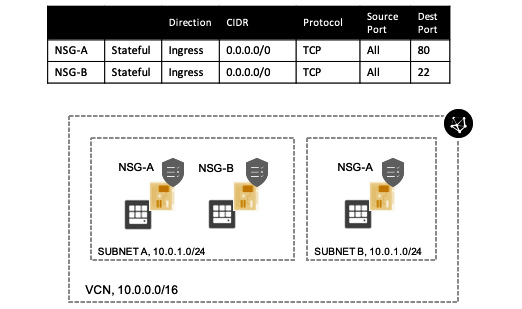 Direction CIDR Protocol Source Port Dest Port
NSG-A Stateful Ingress 0.0.0.0/0 TCP All 80
NSG-B Stateful Ingress 0.0.0.0/0 TCP All 22
NSG-A NSG-B NSG-A
SUBNET A, 10.0.1.0/24 SUBNET B, 10.0.1.0/24
VCN, 10.0.0.0/16